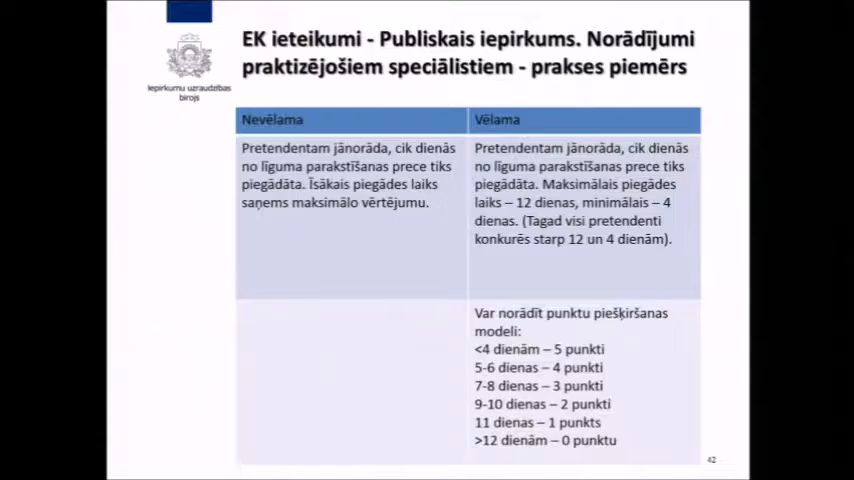 EK ieteikumi - Publiskais iepirkums. Norādījumi
praktizējošiem speciālistiem - prakses piemērs
Iepirkumu uzraudzības
birojs
Nevēlama
Pretendentam jānorāda, cik dienās
no līguma parakstīšanas prece tiks
piegādāta. Īsākais piegādes laiks
saņems maksimālo vērtējumu.
Vēlama
Pretendentam jānorāda, cik dienās
no līguma parakstīšanas prece tiks
piegādāta. Maksimālais piegādes
laiks – 12 dienas, minimālais – 4
dienas. (Tagad visi pretendenti
konkurēs starp 12 un 4 dienām).
Var norādīt punktu piešķiršanas
modeli:
<4 dienām – 5 punkti
5-6 dienas – 4 punkti
7-8 dienas – 3 punkti
9-10 dienas – 2 punkti
11 dienas – 1 punkts
>12 dienām – 0 punktu
42